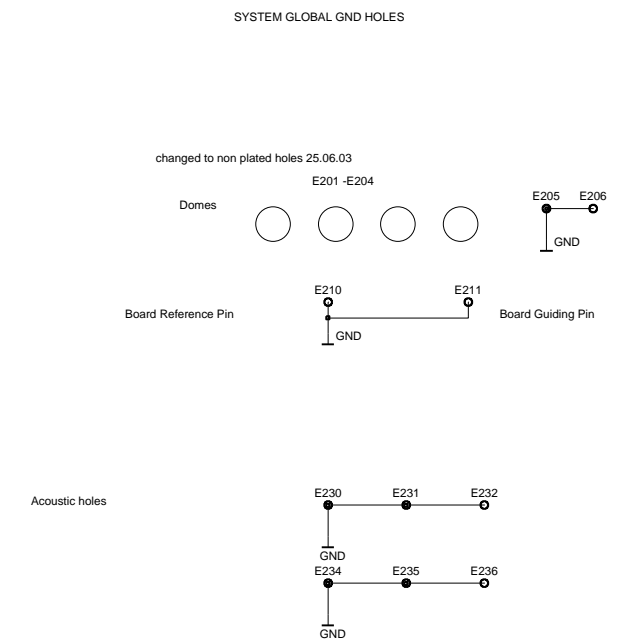 SYSTEM GLOBAL GND HOLES
changed to non plated holes 25.06.03
E201 -E204
Domes
E205 E206
GND
E210
E211
Board Reference Pin
Board Guiding Pin
GND
E230 E231 E232
Acoustic holes
GND
E234 E235 E236
GND